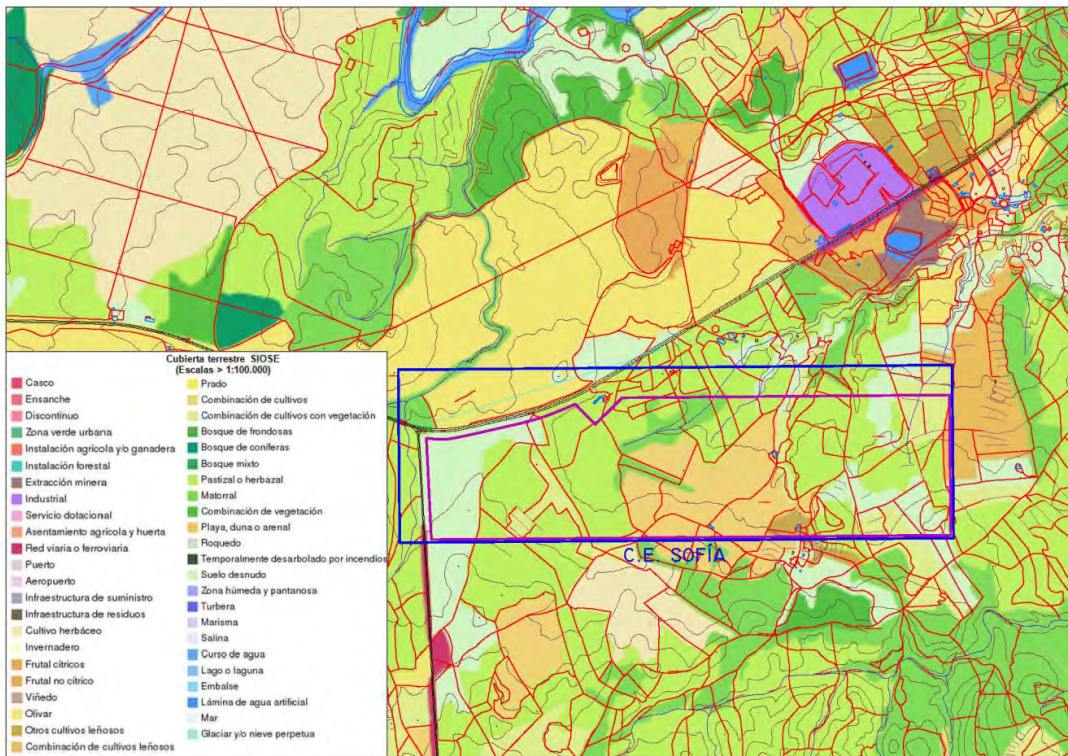 C.E. SOFÍA
Cubierta terrestre SIOSE
(Escalas > 1:100.000)
Casco
Ensanche
Discontinuo
Zona verde urbana
Instalación agrícola y/o ganadera
Instalación forestal
Extracción minera
Industrial
Servicio dotacional
Asentamiento agrícola y huerta
Red viaria o ferroviaria
Puerto
Aeropuerto
Infraestructura de suministro
Infraestructura de residuos
Cultivo herbáceo
Invernadero
Frutal cítricos
Frutal no cítrico
Viñedo
Olivar
Otros cultivos leñosos
Combinación de cultivos leñosos
Prado
Combinación de cultivos
Combinación de cultivos con vegetación
Bosque de frondosas
Bosque de coníferas
Bosque mixto
Pastizal o herbazal
Matorral
Combinación de vegetación
Playa, duna o arenal
Roquedo
Temporalmente desarbolado por incendios
Suelo desnudo
Zona húmeda y pantanosa
Turbera
Marisma
Salina
Curso de agua
Lago o laguna
Embalse
Lámina de agua artificial
Mar
Glaciar y/o nieve perpetua